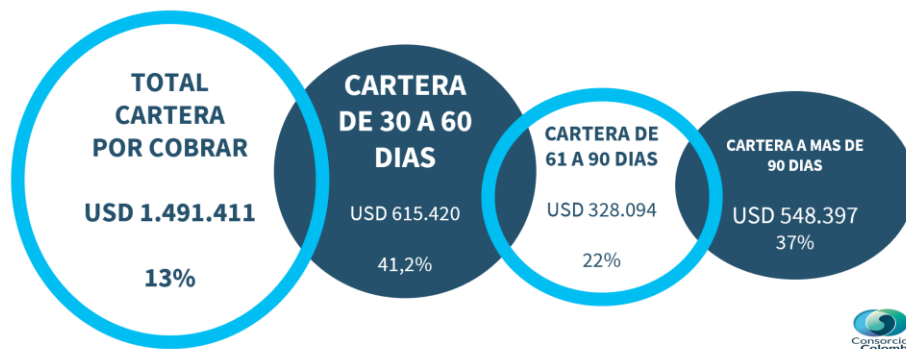 TOTAL
CARTERA
POR COBRAR
USD 1.491.411
13%
CARTERA
DE 30 A 60
DIAS
USD 615.420
41,2%
CARTERA DE
61 A 90 DIAS
USD 328.094
22%
CARTERA A MAS DE
90 DIAS
USD 548.397
37%
Consorcio